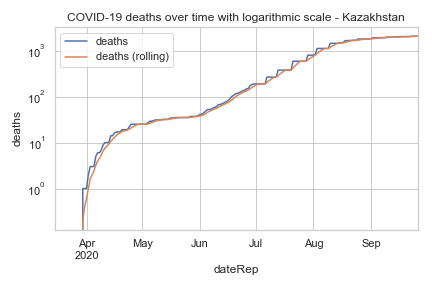 COVID-19 deaths over time with logarithmic scale - Kazakhstan
deaths
deaths (rolling)
10³
10²
10¹
10⁰
deaths
Apr May Jun Jul Aug Sep
2020
dateRep